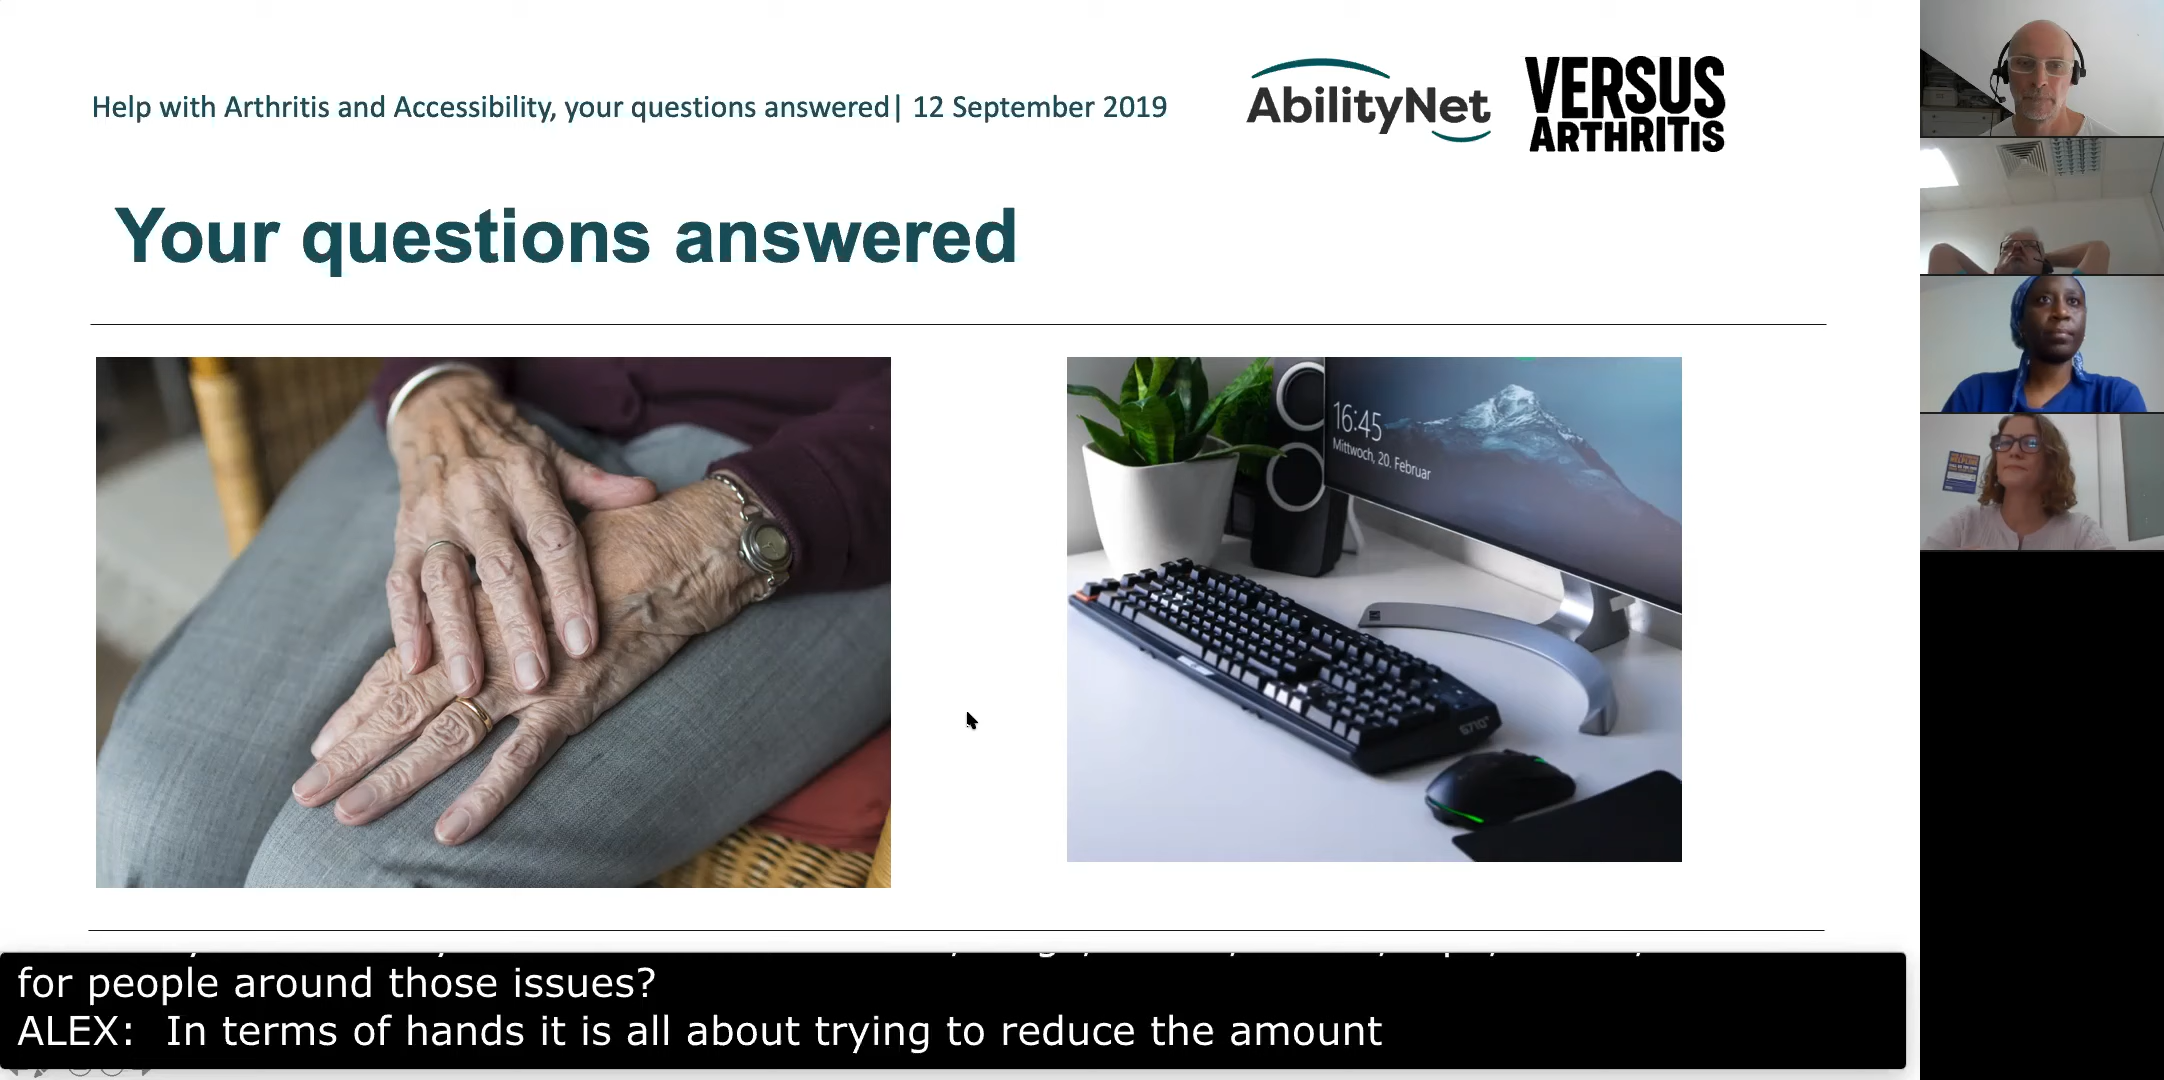 Help with Arthritis and Accessibility, your questions answered| 12 September 2019
AbilityNet
VERSUS
ARTHRITIS
Your questions answered
16:45
Mittwoch, 20. Februar
G710+
for people around those issues?
ALEX:  In terms of hands it is all about trying to reduce the amount